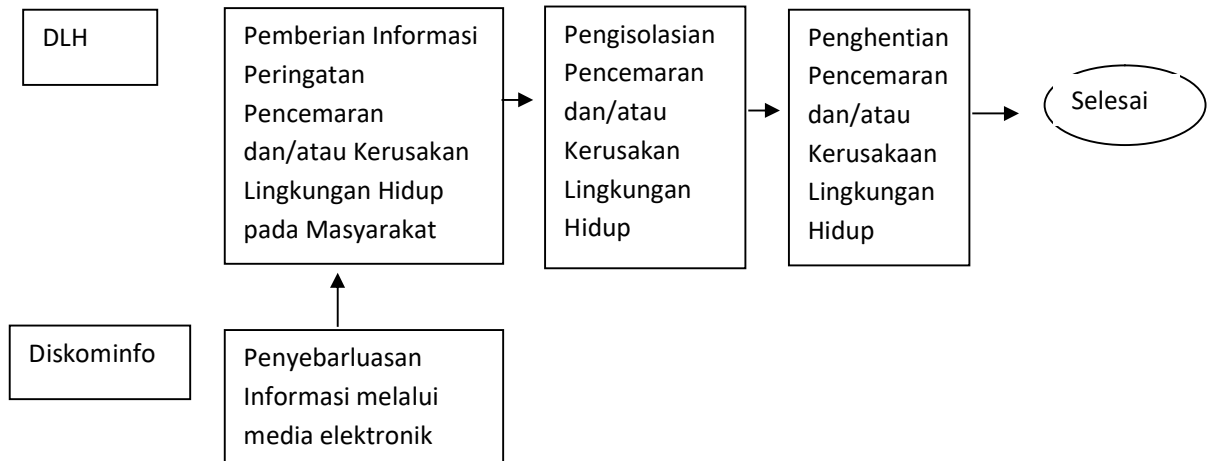 DLH
Pemberian Informasi
Peringatan
Pencemaran
dan/atau Kerusakan
Lingkungan Hidup
pada Masyarakat
Pengisolasian
Pencemaran
dan/atau
Kerusakan
Lingkungan
Hidup
Penghentian
Pencemaran
dan/atau
Kerusakaan
Lingkungan
Hidup
Selesai
Diskominfo
Penyebarluasan
Informasi melalui
media elektronik